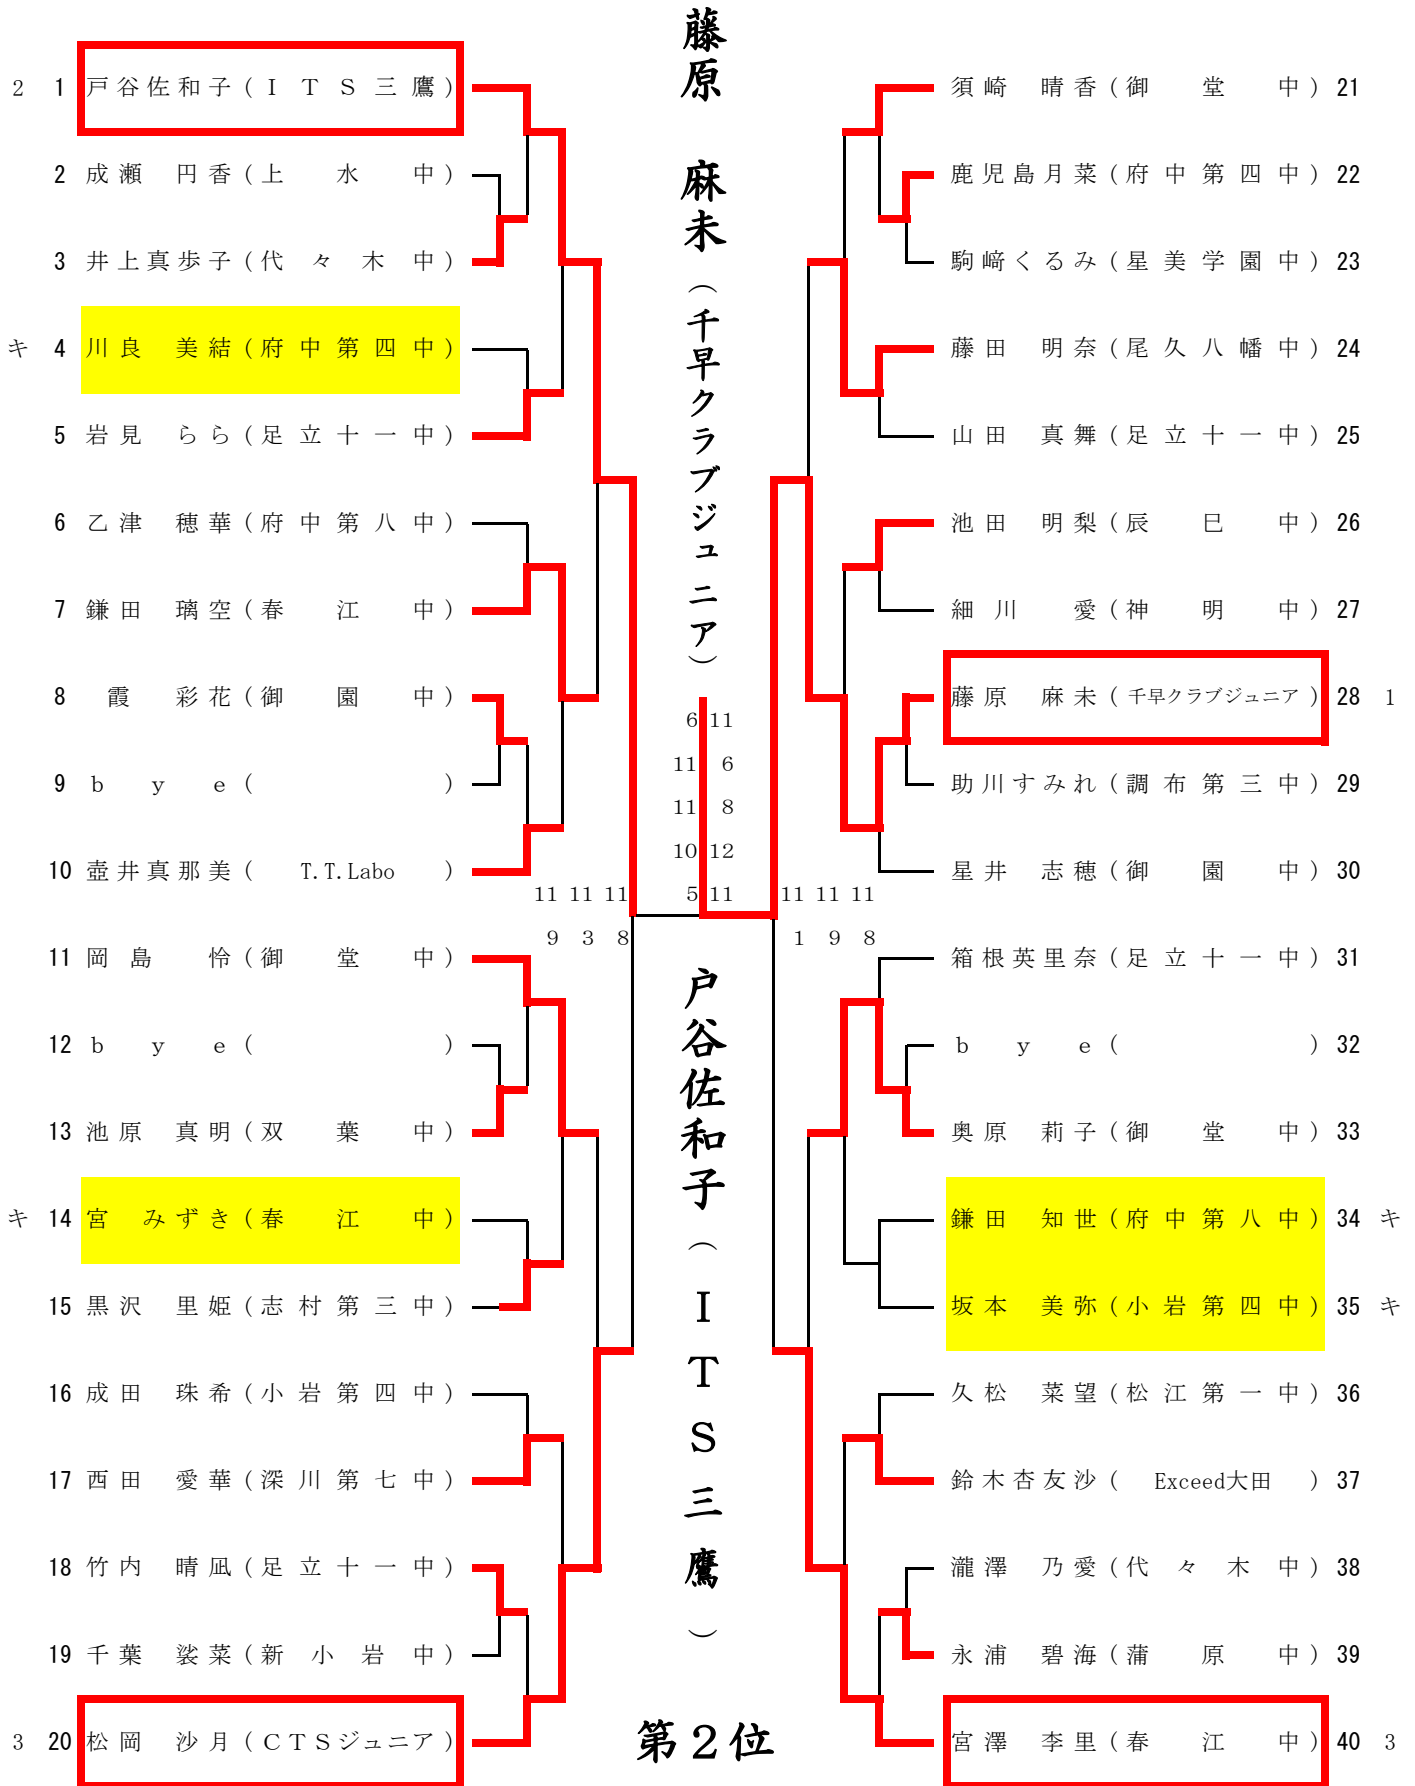 2 1 戸谷佐和子(ＩＴＳ三鷹)
2 成瀬 円香(上水中)
3 井上真歩子(代々木中)
キ 4 川良 美結(府中第四中)
5 岩見 らら(足立十一中)
6 乙津 穂華(府中第八中)
7 鎌田 璃空(春江中)
8 霞 彩花(御園中)
9 bye( )
10 壺井真那美(T.T.Labo)
11 岡島 怜(御堂中)
12 bye( )
13 池原 真明(双葉中)
キ 14 宮 みずき(春江中)
15 黒沢 里姫(志村第三中)
16 成田 珠希(小岩第四中)
17 西田 愛華(深川第七中)
18 竹内 晴凪(足立十一中)
19 千葉 裟菜(新小岩中)
3 20 松岡 沙月(ＣＴＳジュニア)
藤原 麻未(千早クラブジュニア)
6 11
11 6
11 8
10 12
5 11
11 11 11
9 3 8
11 11 11
1 9 8
戸谷佐和子(ＩＴＳ三鷹)
第２位
須崎 晴香(御堂中) 21
鹿児島月菜(府中第四中) 22
駒﨑くるみ(星美学園中) 23
藤田 明奈(尾久八幡中) 24
山田 真舞(足立十一中) 25
池田 明梨(辰巳中) 26
細川 愛(神明中) 27
藤原 麻未(千早クラブジュニア) 28 1
助川すみれ(調布第三中) 29
星井 志穂(御園中) 30
箱根英里奈(足立十一中) 31
bye( ) 32
奥原 莉子(御堂中) 33
鎌田 知世(府中第八中) 34 キ
坂本 美弥(小岩第四中) 35 キ
久松 菜望(松江第一中) 36
鈴木杏友沙(Exceed大田) 37
瀧澤 乃愛(代々木中) 38
永浦 碧海(蒲原中) 39
宮澤 李里(春江中) 40 3